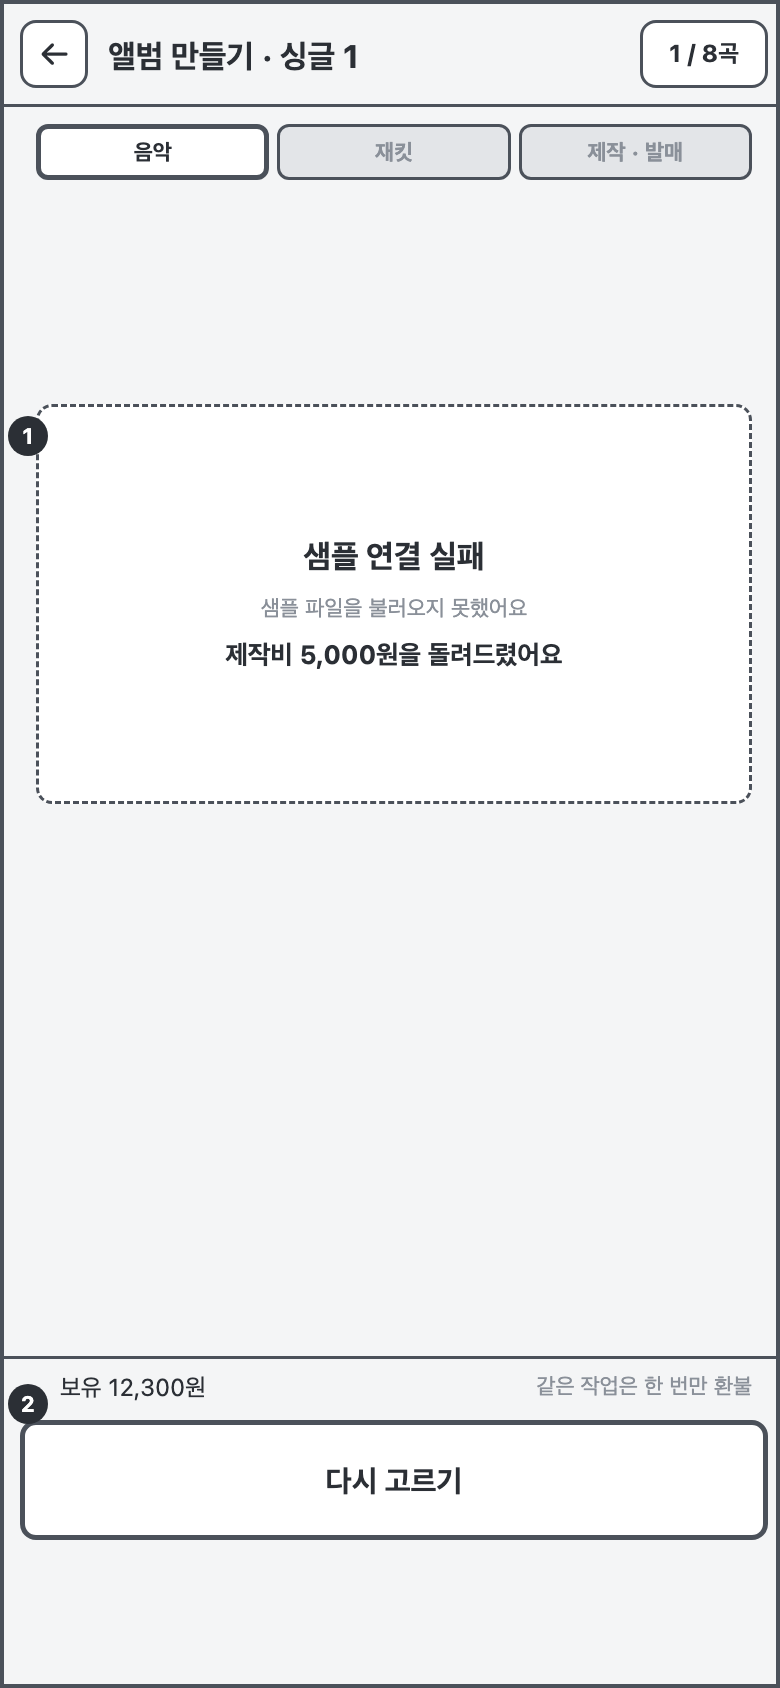 앨범 만들기 · 싱글 1
1 / 8곡
음악
재킷
제작 · 발매
1
샘플 연결 실패
샘플 파일을 불러오지 못했어요
제작비 5,000원을 돌려드렸어요
2
보유 12,300원
같은 작업은 한 번만 환불
다시 고르기